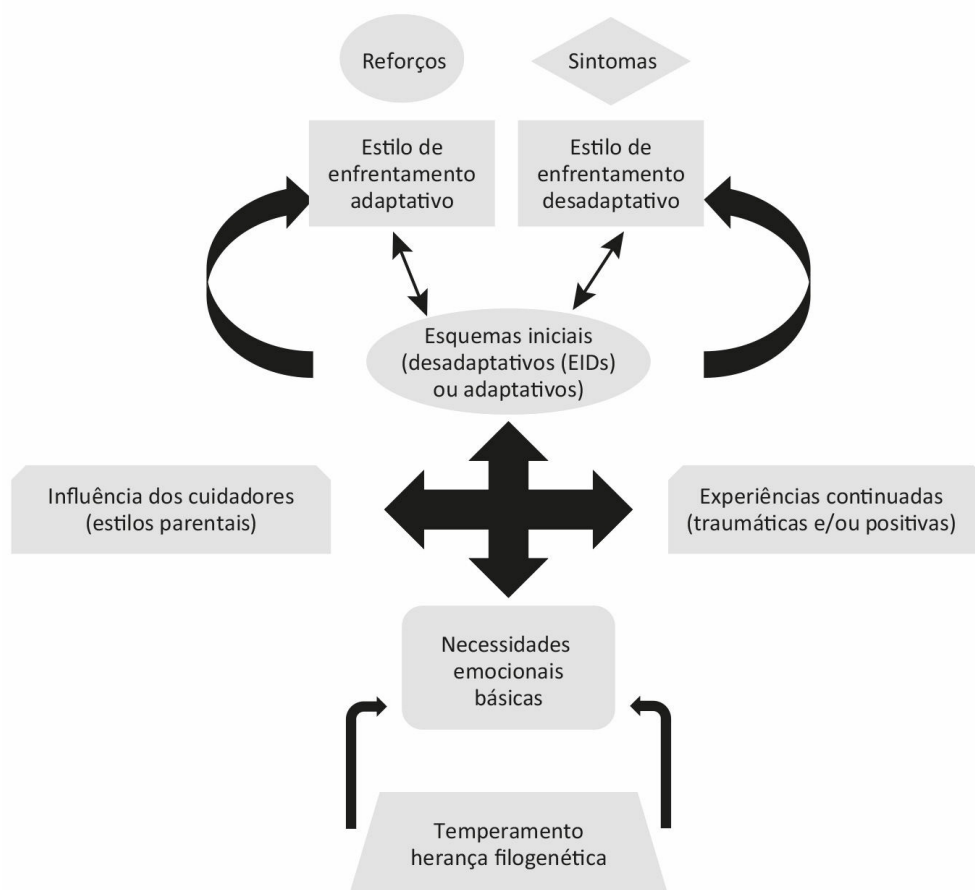 Reforços
Sintomas
Estilo de
enfrentamento
adaptativo
Estilo de
enfrentamento
desadaptativo
Esquemas iniciais
(desadaptativos (EIDs)
ou adaptativos)
Influência dos cuidadores
(estilos parentais)
Experiências continuadas
(traumáticas e/ou positivas)
Necessidades
emocionais
básicas
Temperamento
herança filogenética